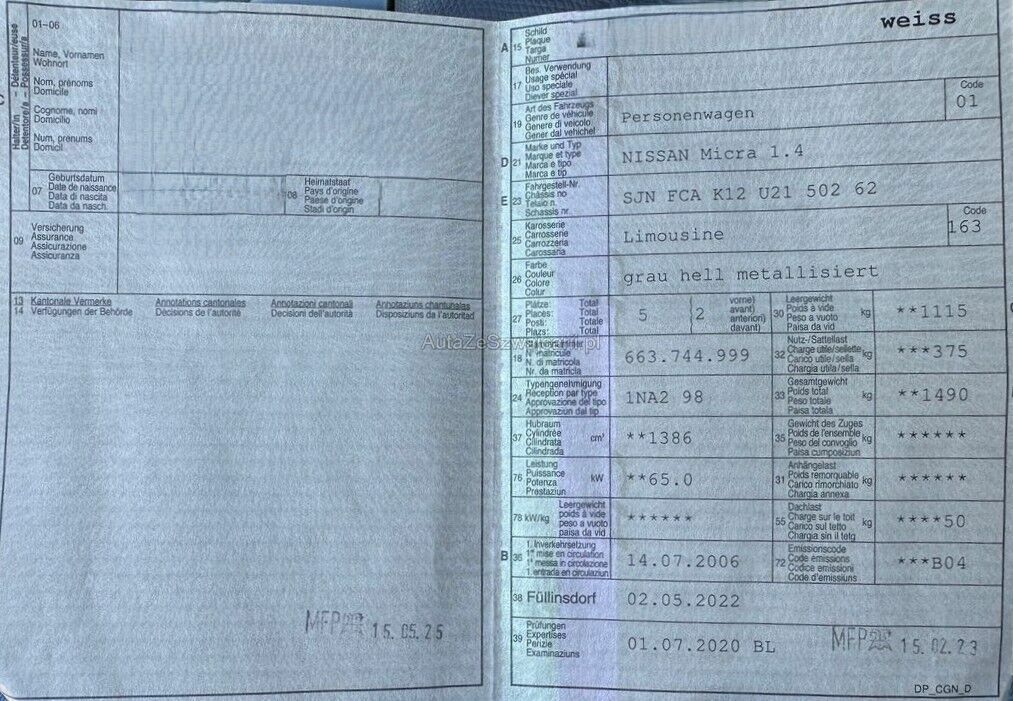 Halter/in – Détenteur/euse
Detentore/a – Possessur/a
01-06
Name, Vornamen
Wohnort
Nom, prénoms
Domicile
Cognome, nomi
Domicilio
Num, prenums
Domicil
07
Geburtsdatum
Date de naissance
Data di nascita
Data da nasch.
08
Heimatstaat
Pays d'origine
Paese d'origine
Stadi d'origin
09
Versicherung
Assurance
Assicurazione
Assicuranza
13 Kantonale Vermerke Annotations cantonales Annotazioni cantonali Annotaziuns chantunalas
14 Verfügungen der Behörde Décisions de l'autorité Decisioni dell'autorità Disposiziuns da l'autoritad
MFP 15.05.25
weiss
A 15
Schild
Plaque
Targa
Numer
17
Bes. Verwendung
Usage spécial
Uso speciale
Diever spezial
19
Art des Fahrzeugs
Genre de véhicule
Genere di veicolo
Gener dal vehichel
Personenwagen
Code
01
D 21
Marke und Typ
Marque et type
Marca e tipo
Marca e tip
NISSAN Micra 1.4
E 23
Fahrgestell-Nr.
Châssis no
Telaio n.
Schassis nr.
SJN FCA K12 U21 502 62
25
Karosserie
Carrosserie
Carrozzeria
Carossaria
Limousine
Code
163
26
Farbe
Couleur
Colore
Colur
grau hell metallisiert
27
Plätze: Total
Places: Total
Posti: Totale
Plazs: Total
5
2
vorne)
avant)
anteriori)
davant)
30
Leergewicht
Poids à vide
Peso a vuoto
Paisa da vid
kg
**1115
18
Stammnummer
N° matricule
N. di matricola
Nr. da matricla
663.744.999
32
Nutz-/Sattellast
Charge utile/sellette
Carico utile/sella
Chargia utila/sella
kg
***375
24
Typengenehmigung
Réception par type
Approvazione del tipo
Approvaziun dal tip
1NA2 98
33
Gesamtgewicht
Poids total
Peso totale
Paisa totala
kg
**1490
37
Hubraum
Cylindrée
Cilindrata
Cilindrada
cm³
**1386
35
Gewicht des Zuges
Poids de l'ensemble
Peso del convoglio
Paisa cumposiziun
kg
******
76
Leistung
Puissance
Potenza
Prestaziun
kW
**65.0
31
Anhängelast
Poids remorquable
Carico rimorchiato
Chargia annexa
kg
******
78 kW/kg
Leergewicht
poids à vide
peso a vuoto
paisa da vid
******
55
Dachlast
Charge sur le toit
Carico sul tetto
Chargia sin il tetg
kg
****50
B 36
1. Inverkehrsetzung
1re mise en circulation
1a messa in circolazione
1. entrada en circulaziun
14.07.2006
72
Emissionscode
Code émissions
Codice emissioni
Code d'emissiuns
***B04
38 Füllinsdorf
02.05.2022
39
Prüfungen
Expertises
Perizie
Examinaziuns
01.07.2020 BL
MFP 15.02.23
DP_CGN_D
AutaZeSzwajcarii.pl